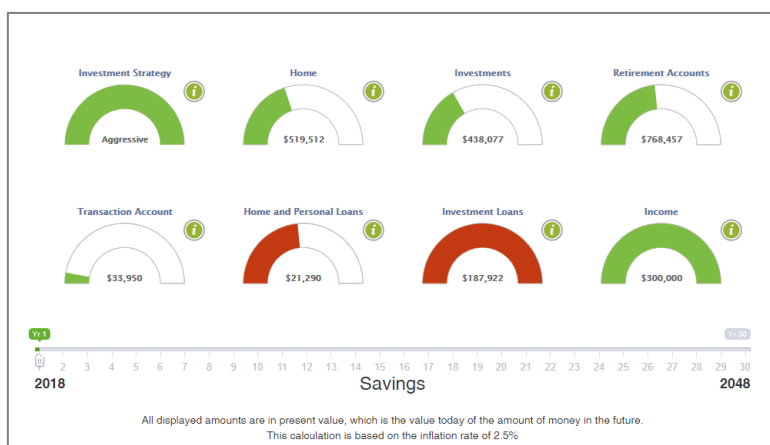 Investment Strategy
Home
Investments
Retirement Accounts
i
i
i
i
Aggressive
$519,512
$438,077
$768,457
Transaction Account
Home and Personal Loans
Investment Loans
Income
i
i
i
i
$33,950
$21,290
$187,922
$300,000
Yr 1
Yr 30
2 3 4 5 6 7 8 9 10 11 12 13 14 15 16 17 18 19 20 21 22 23 24 25 26 27 28 29 30
2018
Savings
2048
All displayed amounts are in present value, which is the value today of the amount of money in the future.
This calculation is based on the inflation rate of 2.5%